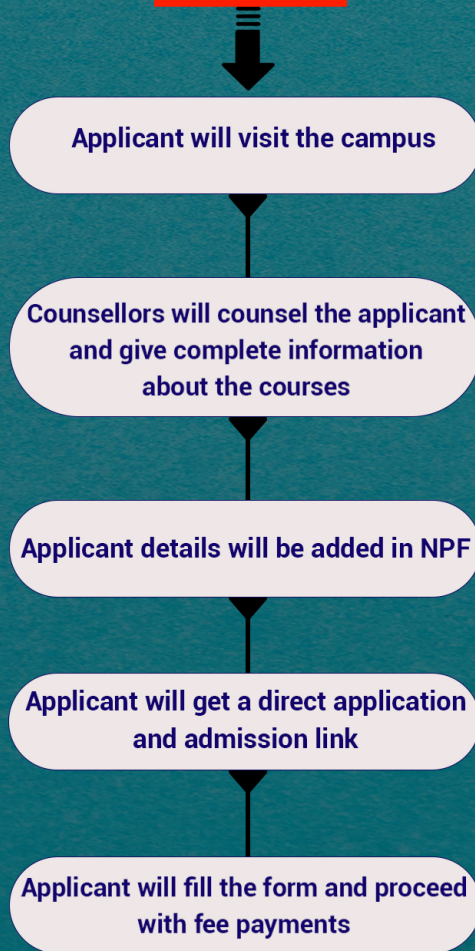 Applicant will visit the campus
Counsellors will counsel the applicant
and give complete information
about the courses
Applicant details will be added in NPF
Applicant will get a direct application
and admission link
Applicant will fill the form and proceed
with fee payments